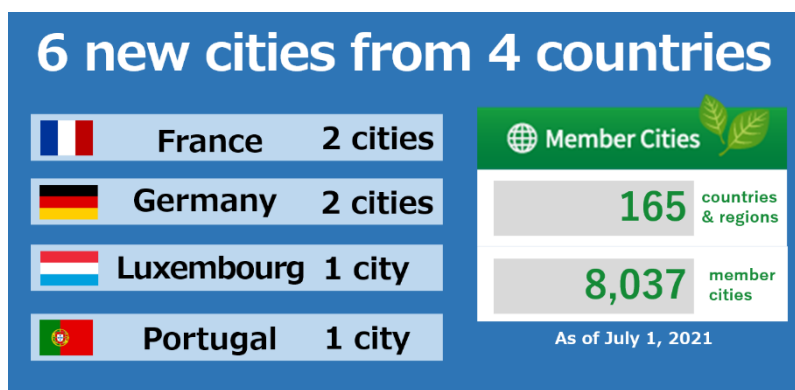 6 new cities from 4 countries
France 2 cities
Germany 2 cities
Luxembourg 1 city
Portugal 1 city
Member Cities
165 countries
& regions
8,037 member
cities
As of July 1, 2021